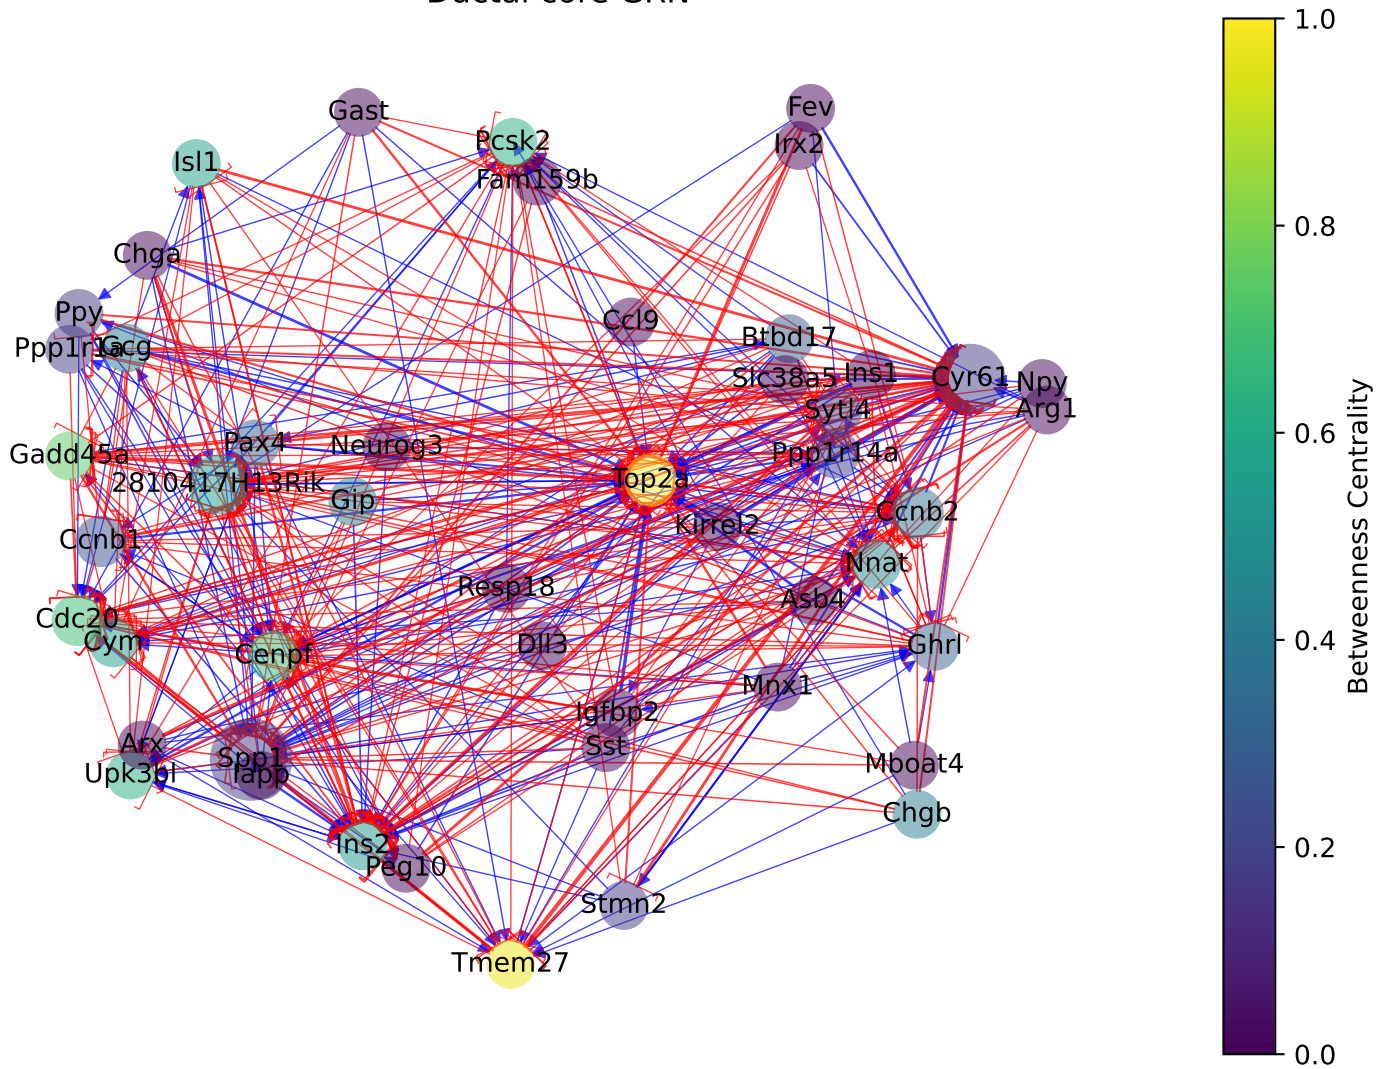 Ductal core GRN
Gast
Fev
Irx2
Pcsk2
Fam159b
Isl1
Chga
Ppy
Ppp1r1a
Gcg
Ccl9
Btbd17
Slc38a5
Ins1
Cyr61
Npy
Arg1
Sytl4
Ppp1r14a
Gadd45a
Pax4
Neurog3
2810417H13Rik
Gip
Top2a
Kirrel2
Ccnb2
Ccnb1
Nnat
Resp18
Asb4
Cdc20
Cym
Cenpf
Dll3
Ghrl
Mnx1
Igfbp2
Sst
Arx
Upk3bl
Spp1
Iapp
Mboat4
Chgb
Ins2
Peg10
Stmn2
Tmem27
1.0
0.8
0.6
0.4
0.2
0.0
Betweenness Centrality